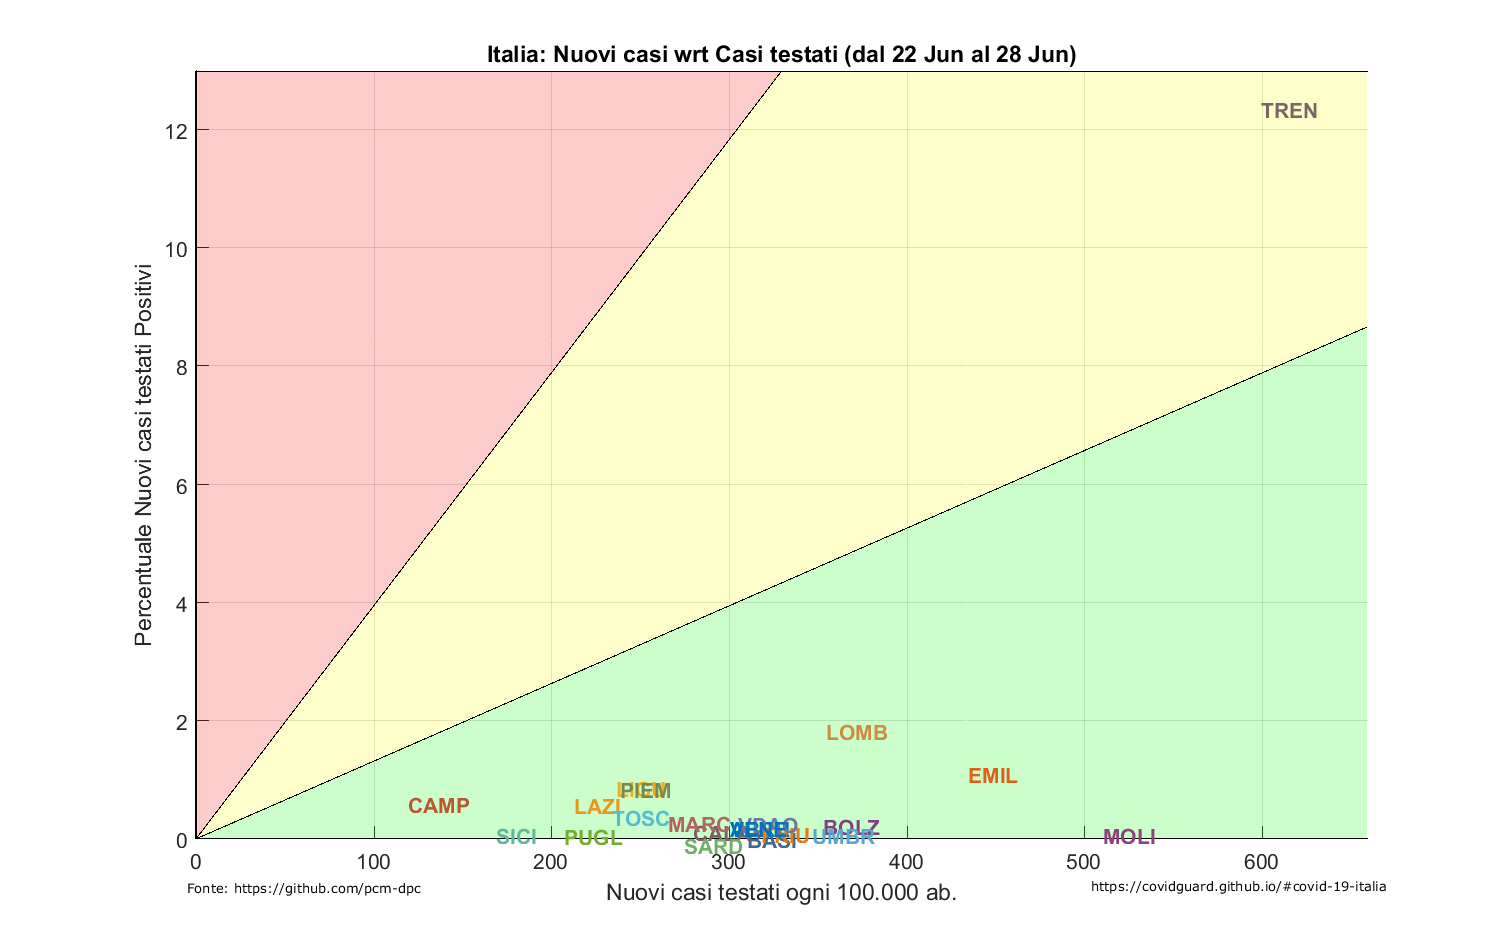 Italia: Nuovi casi wrt Casi testati (dal 22 Jun al 28 Jun)
TREN
12
10
8
6
4
2
0
Percentuale Nuovi casi testati Positivi
LOMB
EMIL
PIEM
CAMP
LAZI
TOSC
MARC
BOLZ
SICI
PUGL
UMBR
MOLI
BASI
SARD
0 100 200 300 400 500 600
Nuovi casi testati ogni 100.000 ab.
Fonte: https://github.com/pcm-dpc
https://covidguard.github.io/#covid-19-italia